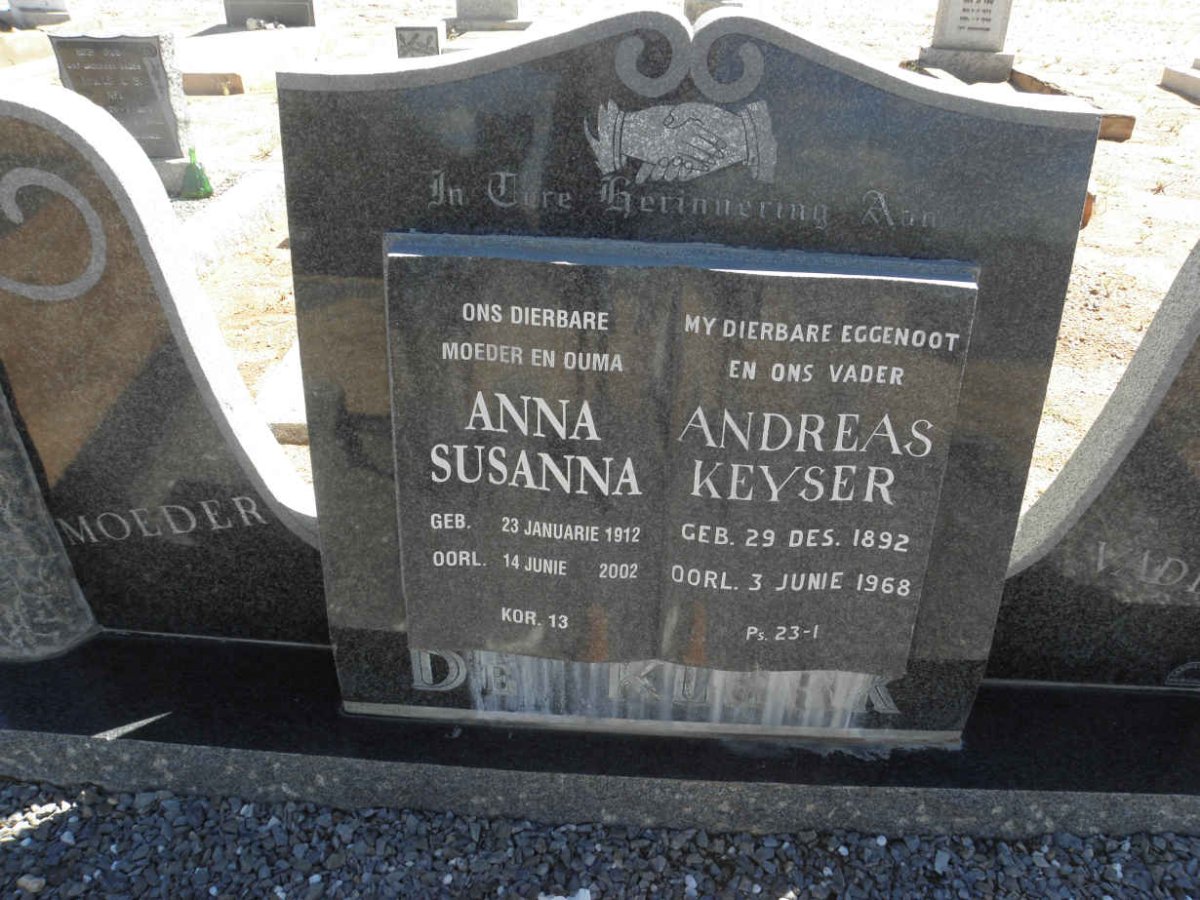 In Tere Herinnering Aan
ONS DIERBARE
MOEDER EN OUMA
ANNA
SUSANNA
GEB. 23 JANUARIE 1912
OORL. 14 JUNIE 2002
KOR. 13
MY DIERBARE EGGENOOT
EN ONS VADER
ANDREAS
KEYSER
GEB. 29 DES. 1892
OORL. 3 JUNIE 1968
Ps. 23-1
DE KLERK
MOEDER